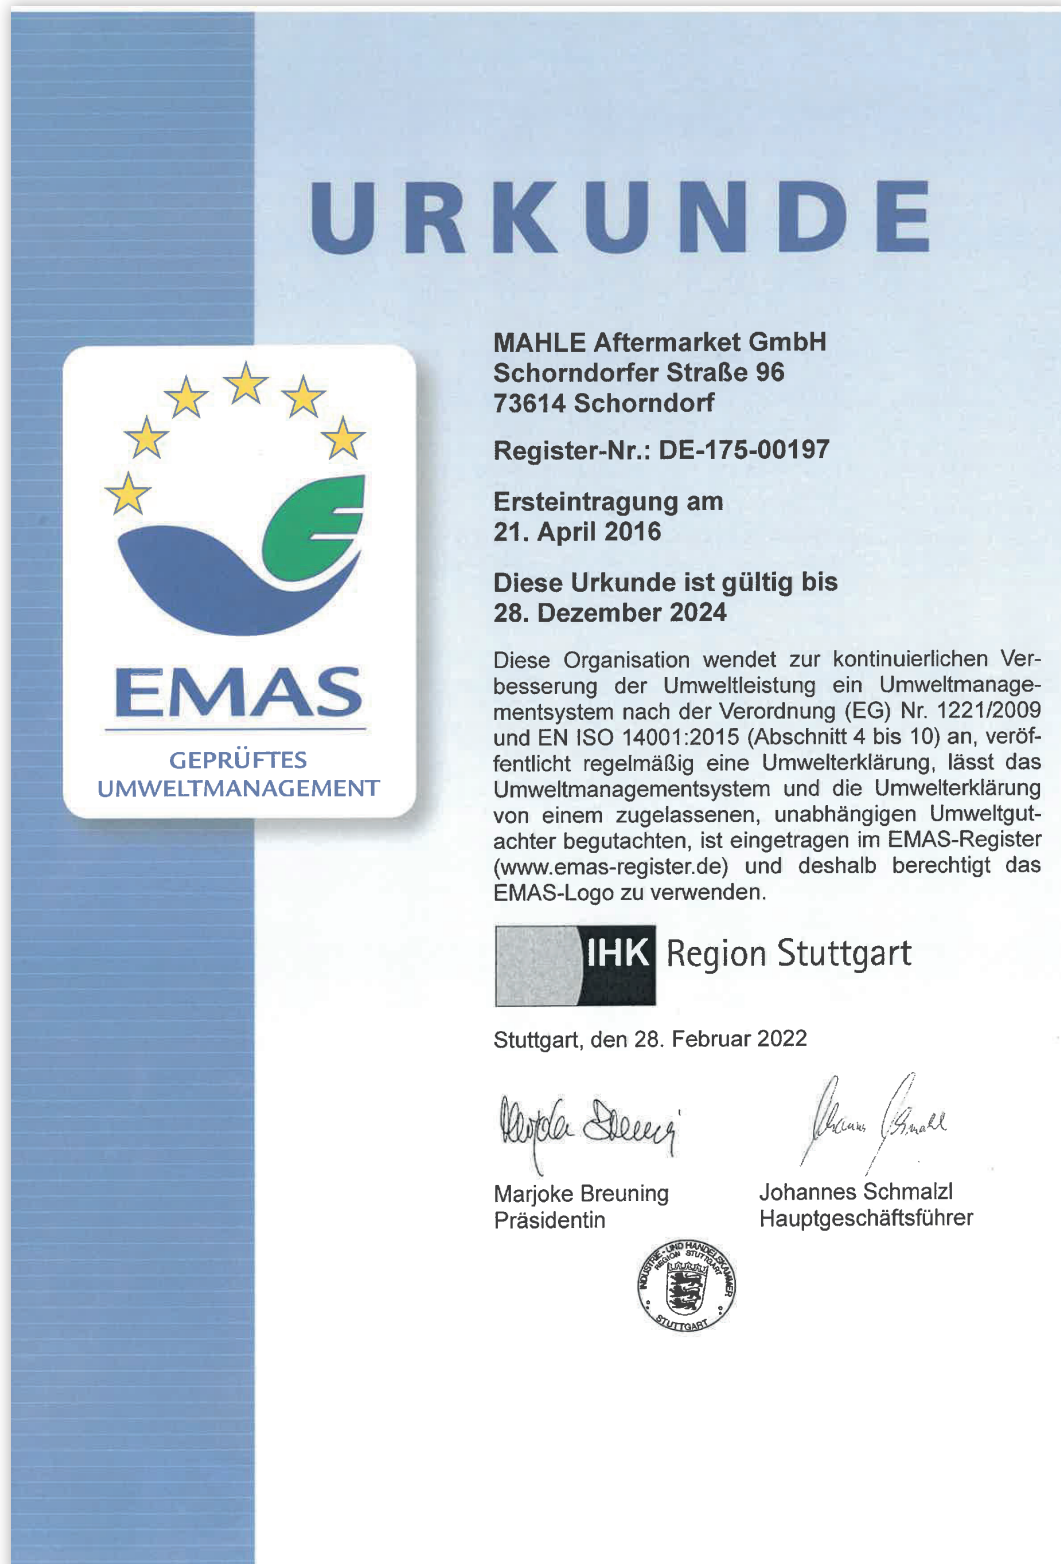 URKUNDE
MAHLE Aftermarket GmbH
Schorndorfer Straße 96
73614 Schorndorf
Register-Nr.: DE-175-00197
Ersteintragung am
21. April 2016
Diese Urkunde ist gültig bis
28. Dezember 2024
EMAS
GEPRÜFTES
UMWELTMANAGEMENT
Diese Organisation wendet zur kontinuierlichen Ver-
besserung der Umweltleistung ein Umweltmanage-
mentsystem nach der Verordnung (EG) Nr. 1221/2009
und EN ISO 14001:2015 (Abschnitt 4 bis 10) an, veröf-
fentlicht regelmäßig eine Umwelterklärung, lässt das
Umweltmanagementsystem und die Umwelterklärung
von einem zugelassenen, unabhängigen Umweltgut-
achter begutachten, ist eingetragen im EMAS-Register
(www.emas-register.de) und deshalb berechtigt das
EMAS-Logo zu verwenden.
IHK Region Stuttgart
Stuttgart, den 28. Februar 2022
Marjoke Breuning
Präsidentin
Johannes Schmalzl
Hauptgeschäftsführer
INDUSTRIE- UND HANDELSKAMMER
REGION STUTTGART
STUTTGART